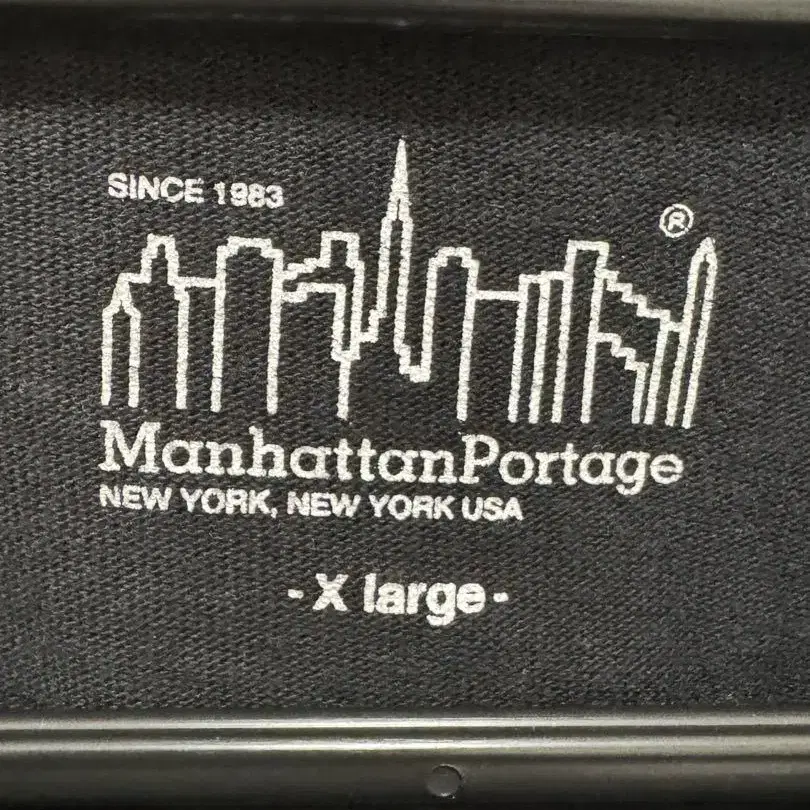 SINCE 1983
®
ManhattanPortage
NEW YORK, NEW YORK USA
- X large -